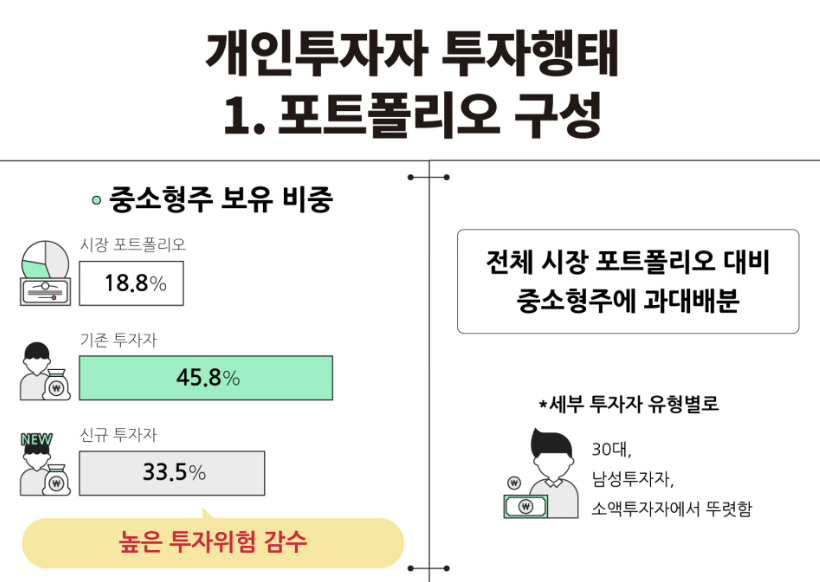 개인투자자 투자행태
1. 포트폴리오 구성
중소형주 보유 비중
시장 포트폴리오
18.8%
기존 투자자
45.8%
NEW
신규 투자자
33.5%
높은 투자위험 감수
전체 시장 포트폴리오 대비
중소형주에 과대배분
*세부 투자자 유형별로
30대,
남성투자자,
소액투자자에서 뚜렷함
₩
₩
₩
₩